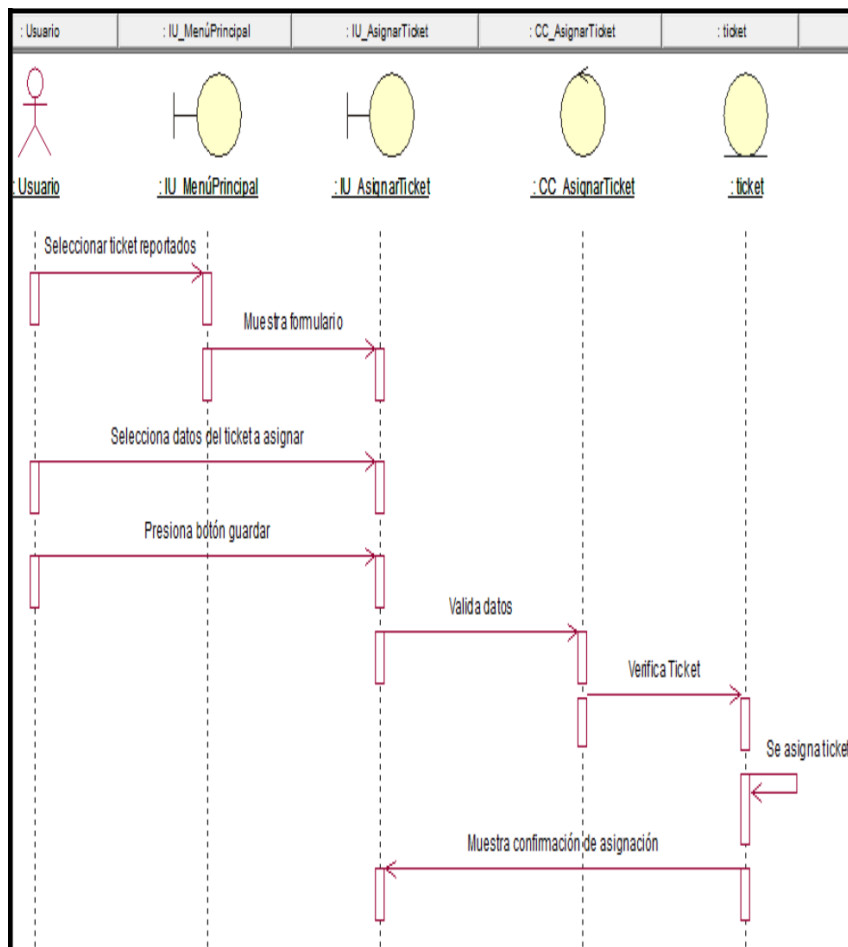 : Usuario
: IU_MenúPrincipal
: IU_AsignarTicket
: CC_AsignarTicket
: ticket
: Usuario
: IU_MenúPrincipal
: IU_AsignarTicket
: CC_AsignarTicket
: ticket
Seleccionar ticket reportados
Muestra formulario
Selecciona datos del ticket a asignar
Presiona botón guardar
Valida datos
Verifica Ticket
Se asigna ticket
Muestra confirmación de asignación